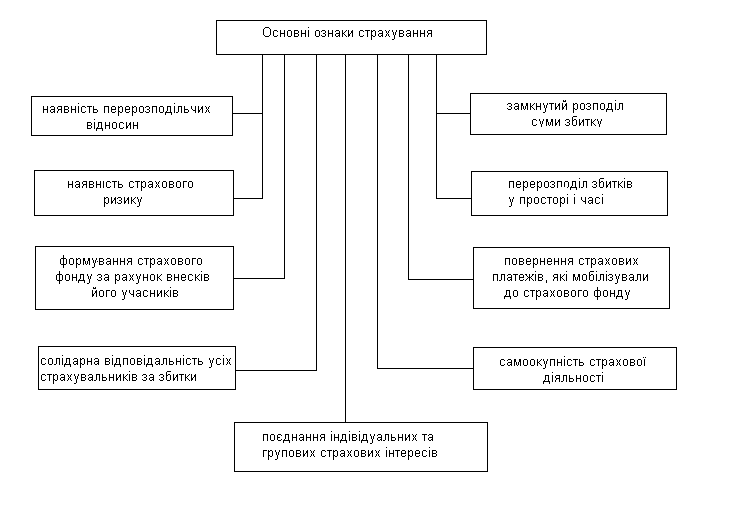 Основні ознаки страхування
наявність перерозподільчих
відносин
наявність страхового
ризику
формування страхового
фонду за рахунок внесків
його учасників
солідарна відповідальність усіх
страхувальників за збитки
поєднання індивідуальних та
групових страхових інтересів
замкнутий розподіл
суми збитку
перерозподіл збитків
у просторі і часі
повернення страхових
платежів, які мобілізували
до страхового фонду
самоокупність страхової
діяльності